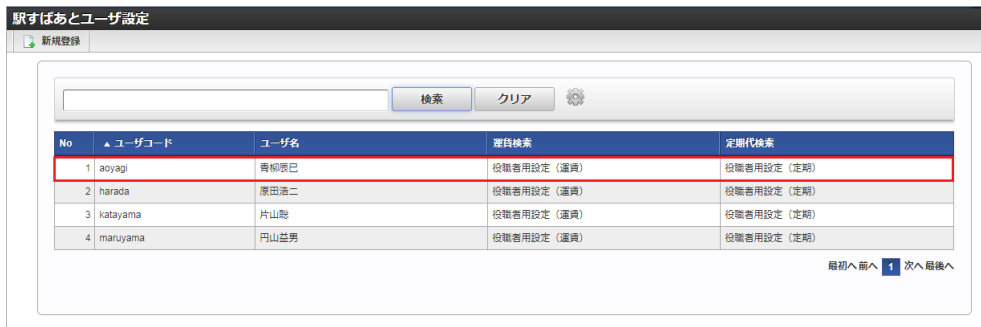 駅すぱあとユーザ設定
新規登録
検索 クリア
No ▲ ユーザコード ユーザ名 運賃検索 定期代検索
1 aoyagi 青柳辰巳 役職者用設定（運賃） 役職者用設定（定期）
2 harada 原田浩二 役職者用設定（運賃） 役職者用設定（定期）
3 katayama 片山聡 役職者用設定（運賃） 役職者用設定（定期）
4 maruyama 円山益男 役職者用設定（運賃） 役職者用設定（定期）
最初へ 前へ 1 次へ 最後へ